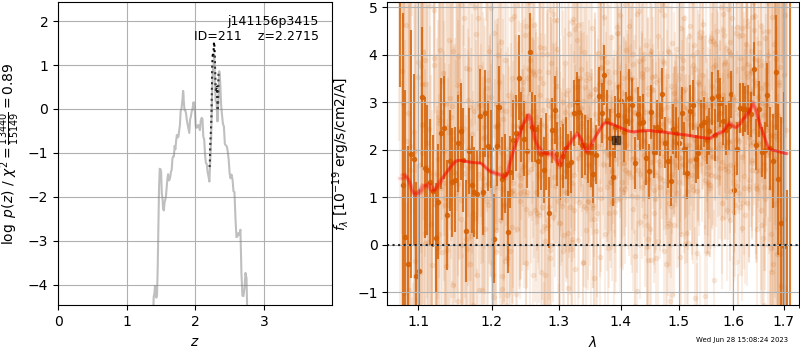 j141156p3415
ID=211 z=2.2715
log p(z) / χ² = 13440/15149 = 0.89
2
1
0
−1
−2
−3
−4
0 1 2 3
z
fλ [10⁻¹⁹ erg/s/cm2/A]
5
4
3
2
1
0
−1
1.1 1.2 1.3 1.4 1.5 1.6 1.7
λ
Wed Jun 28 15:08:24 2023